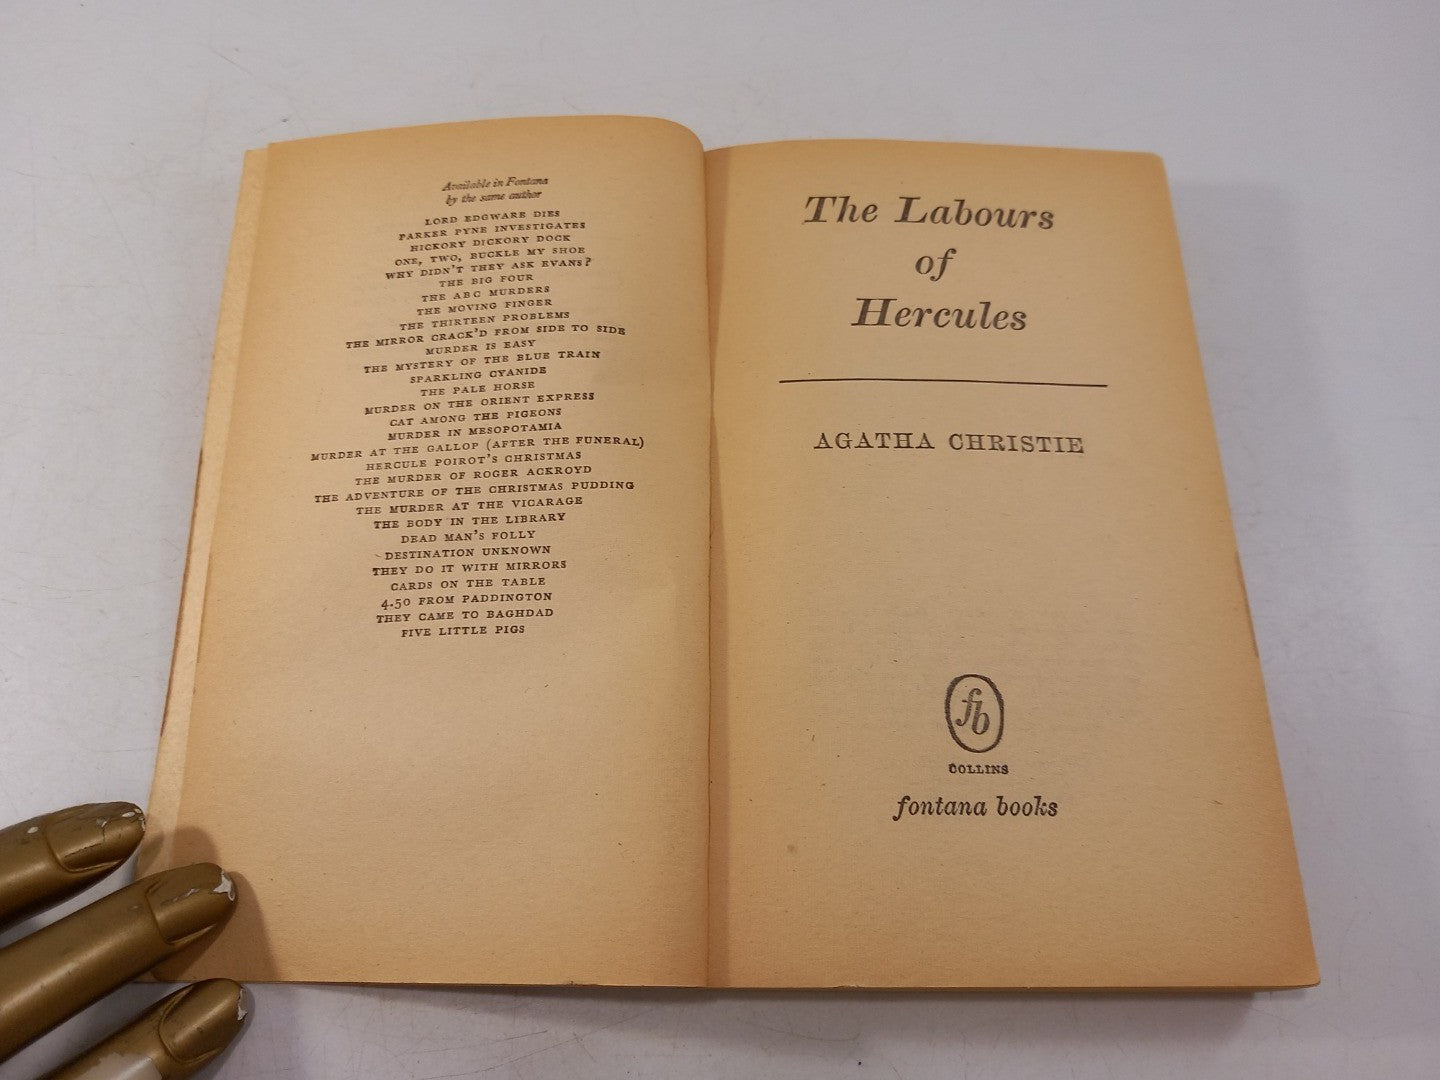 Available in Fontana
by the same author
LORD EDGWARE DIES
PARKER PYNE INVESTIGATES
HICKORY DICKORY DOCK
ONE, TWO, BUCKLE MY SHOE
WHY DIDN'T THEY ASK EVANS?
THE BIG FOUR
THE ABC MURDERS
THE MOVING FINGER
THE THIRTEEN PROBLEMS
THE MIRROR CRACK'D FROM SIDE TO SIDE
MURDER IS EASY
THE MYSTERY OF THE BLUE TRAIN
SPARKLING CYANIDE
THE PALE HORSE
MURDER ON THE ORIENT EXPRESS
CAT AMONG THE PIGEONS
MURDER IN MESOPOTAMIA
MURDER AT THE GALLOP (AFTER THE FUNERAL)
HERCULE POIROT'S CHRISTMAS
THE MURDER OF ROGER ACKROYD
THE ADVENTURE OF THE CHRISTMAS PUDDING
THE MURDER AT THE VICARAGE
THE BODY IN THE LIBRARY
DEAD MAN'S FOLLY
DESTINATION UNKNOWN
THEY DO IT WITH MIRRORS
CARDS ON THE TABLE
4.50 FROM PADDINGTON
THEY CAME TO BAGHDAD
FIVE LITTLE PIGS
The Labours
of
Hercules
AGATHA CHRISTIE
fb
COLLINS
fontana books